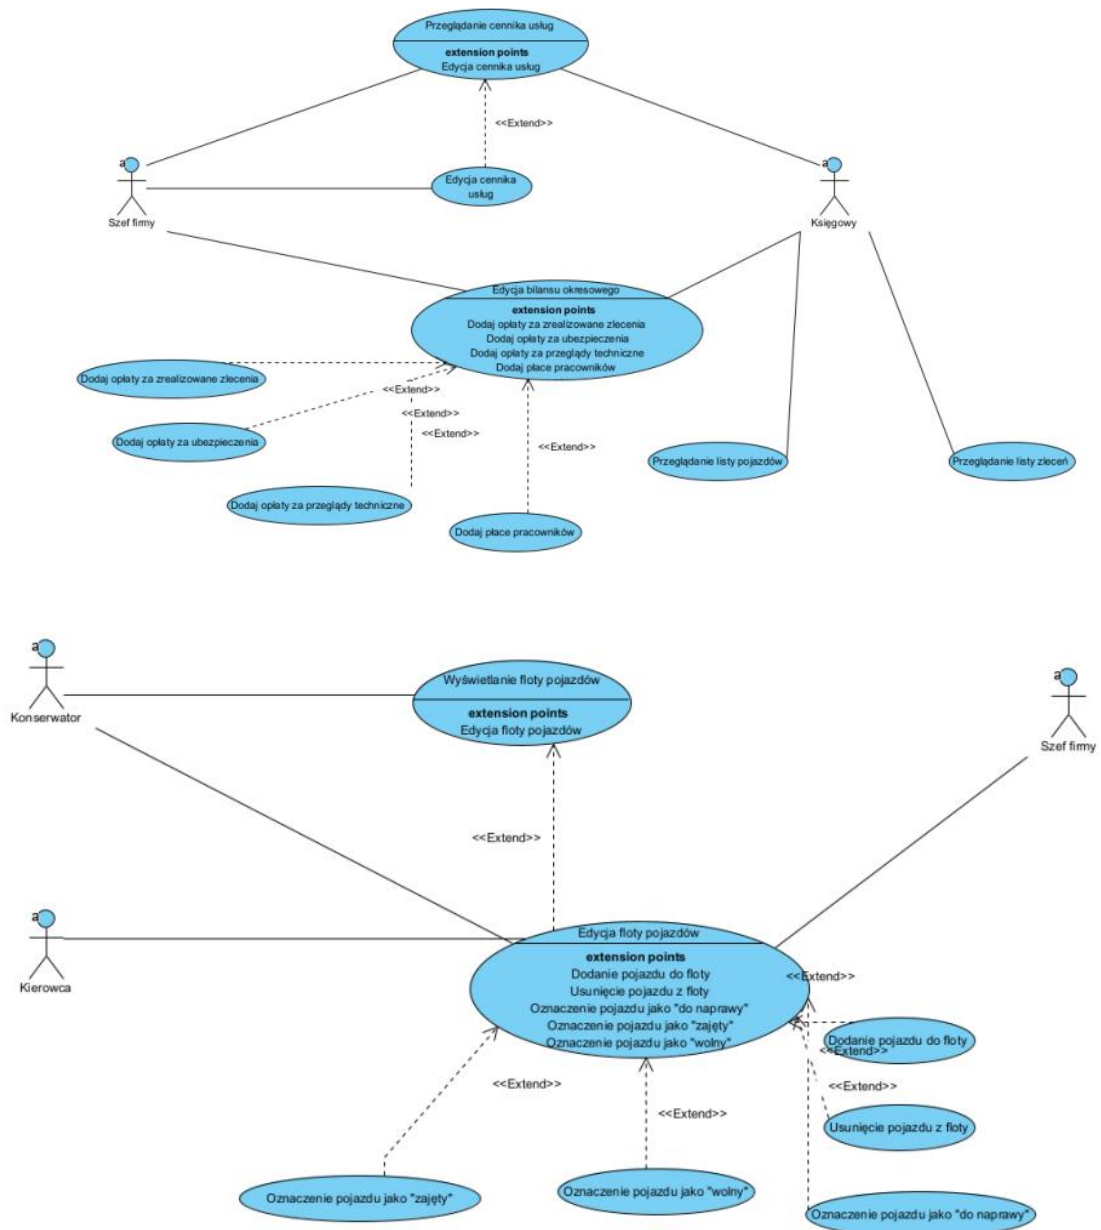 Przeglądanie cennika usług
extension points
Edycja cennika usług
<<Extend>>
a
Szef firmy
Edycja cennika
usług
a
Księgowy
Edycja bilansu okresowego
extension points
Dodaj opłaty za zrealizowane zlecenia
Dodaj opłaty za ubezpieczenia
Dodaj opłaty za przeglądy techniczne
Dodaj płace pracowników
Dodaj opłaty za zrealizowane zlecenia
<<Extend>>
<<Extend>>
<<Extend>>
Dodaj opłaty za ubezpieczenia
<<Extend>>
Przeglądanie listy pojazdów
Przeglądanie listy zleceń
Dodaj opłaty za przeglądy techniczne
Dodaj płace pracowników
a
Konserwator
Wyświetlanie floty pojazdów
extension points
Edycja floty pojazdów
a
Szef firmy
<<Extend>>
a
Kierowca
Edycja floty pojazdów
extension points
Dodanie pojazdu do floty
Usunięcie pojazdu z floty
Oznaczenie pojazdu jako "do naprawy"
Oznaczenie pojazdu jako "zajęty"
Oznaczenie pojazdu jako "wolny"
<<Extend>>
Dodanie pojazdu do floty
<<Extend>>
<<Extend>>
<<Extend>>
<<Extend>>
Usunięcie pojazdu z floty
Oznaczenie pojazdu jako "zajęty"
Oznaczenie pojazdu jako "wolny"
Oznaczenie pojazdu jako "do naprawy"